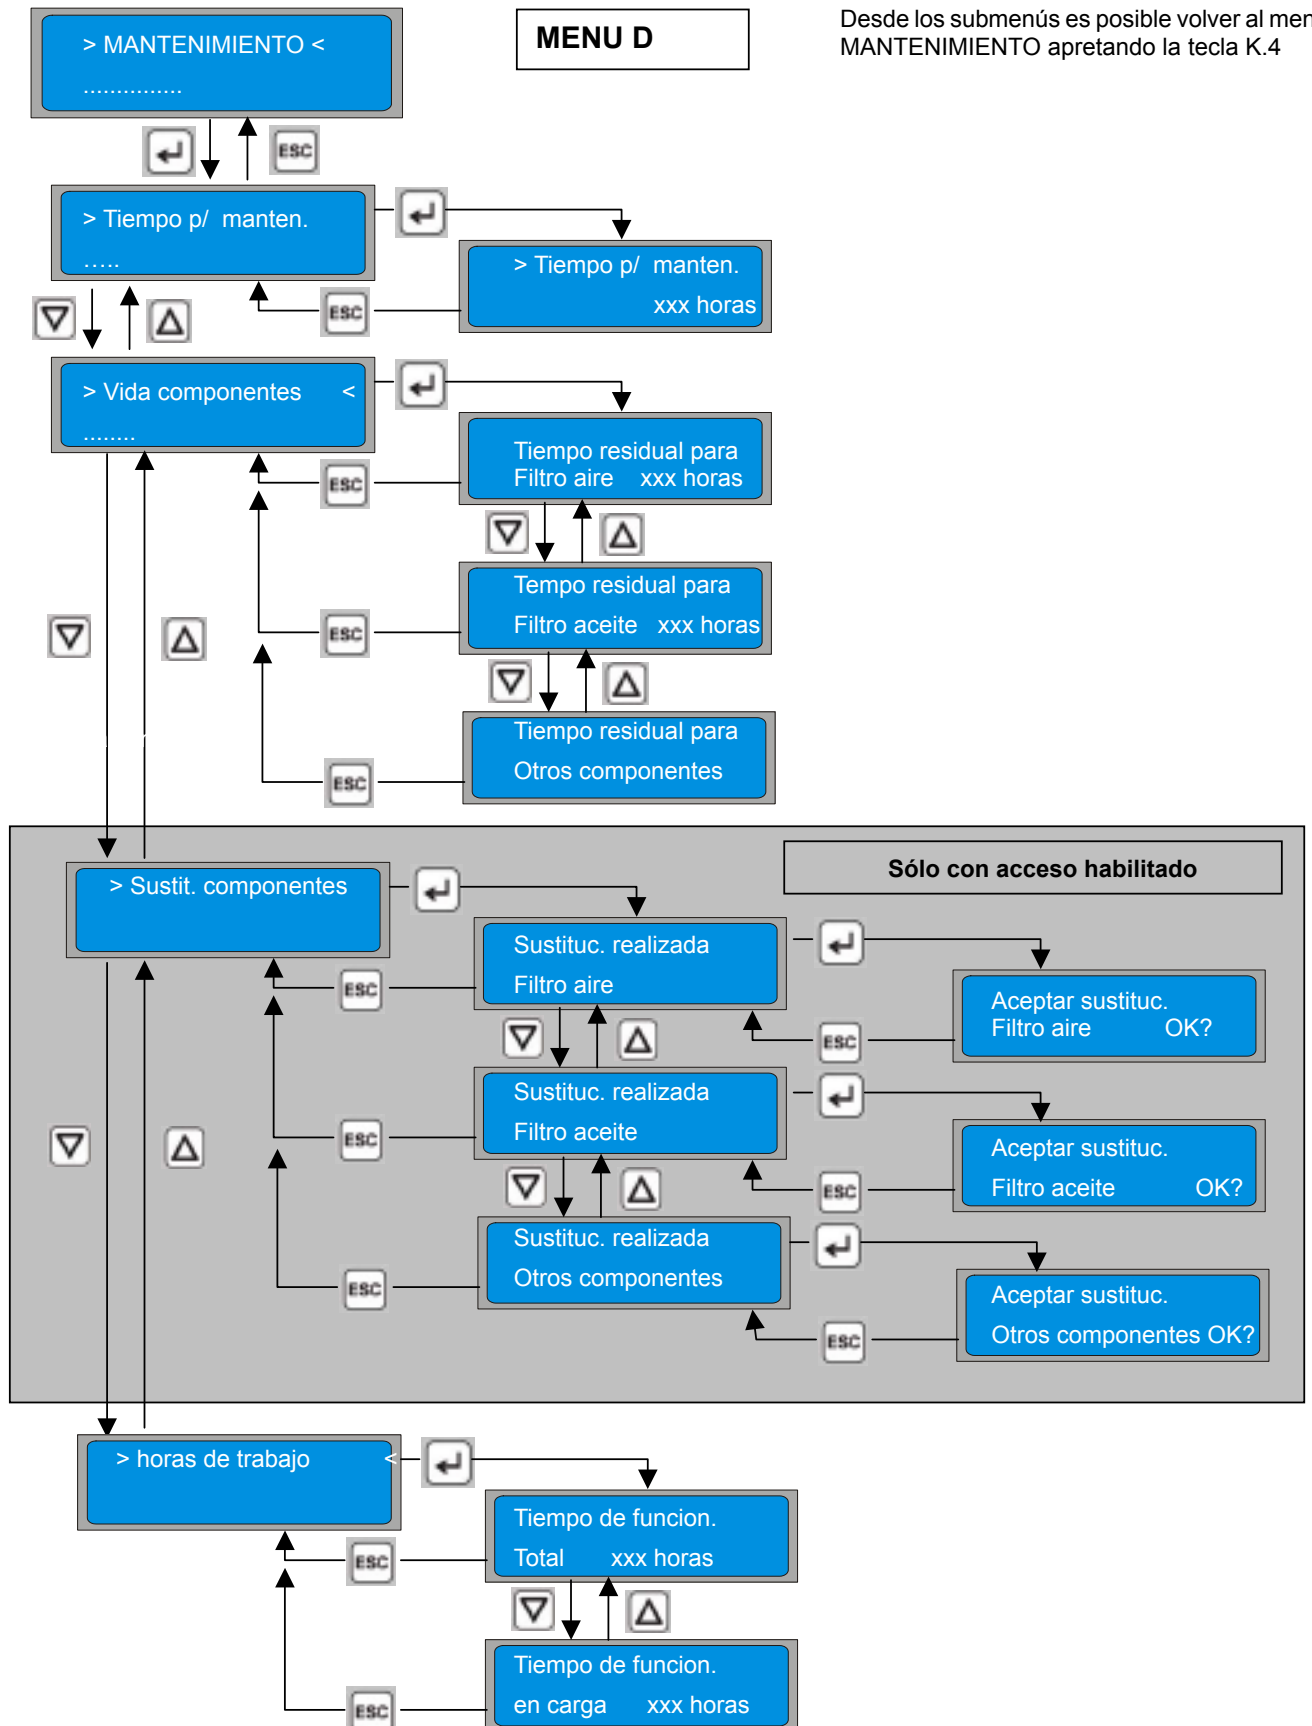 > MANTENIMIENTO <
...............
MENU D
Desde los submenús es posible volver al men
MANTENIMIENTO apretando la tecla K.4
ESC
> Tiempo p/ manten.
.....
> Tiempo p/ manten.
xxx horas
ESC
> Vida componentes <
........
Tiempo residual para
Filtro aire xxx horas
ESC
Tempo residual para
Filtro aceite xxx horas
ESC
Tiempo residual para
Otros componentes
ESC
Sólo con acceso habilitado
> Sustit. componentes
Sustituc. realizada
Filtro aire
ESC
Aceptar sustituc.
Filtro aire OK?
ESC
Sustituc. realizada
Filtro aceite
ESC
Aceptar sustituc.
Filtro aceite OK?
ESC
Sustituc. realizada
Otros componentes
ESC
Aceptar sustituc.
Otros componentes OK?
ESC
> horas de trabajo <
Tiempo de funcion.
Total xxx horas
ESC
Tiempo de funcion.
en carga xxx horas
ESC